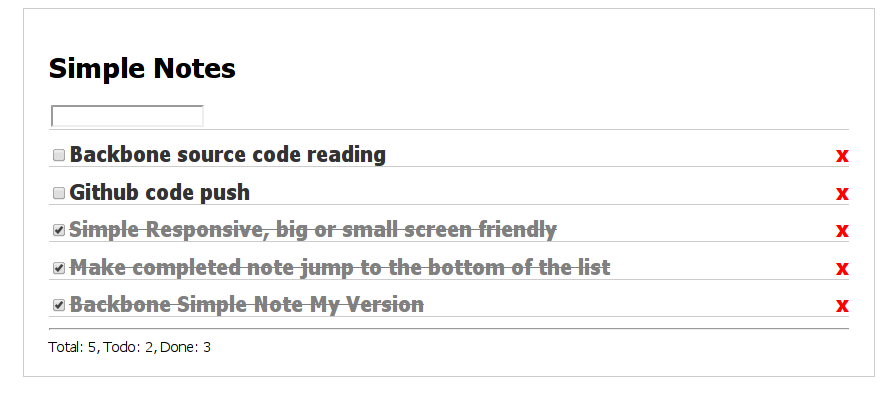 Simple Notes
Backbone source code reading x
Github code push x
Simple Responsive, big or small screen friendly x
Make completed note jump to the bottom of the list x
Backbone Simple Note My Version x
Total: 5, Todo: 2, Done: 3